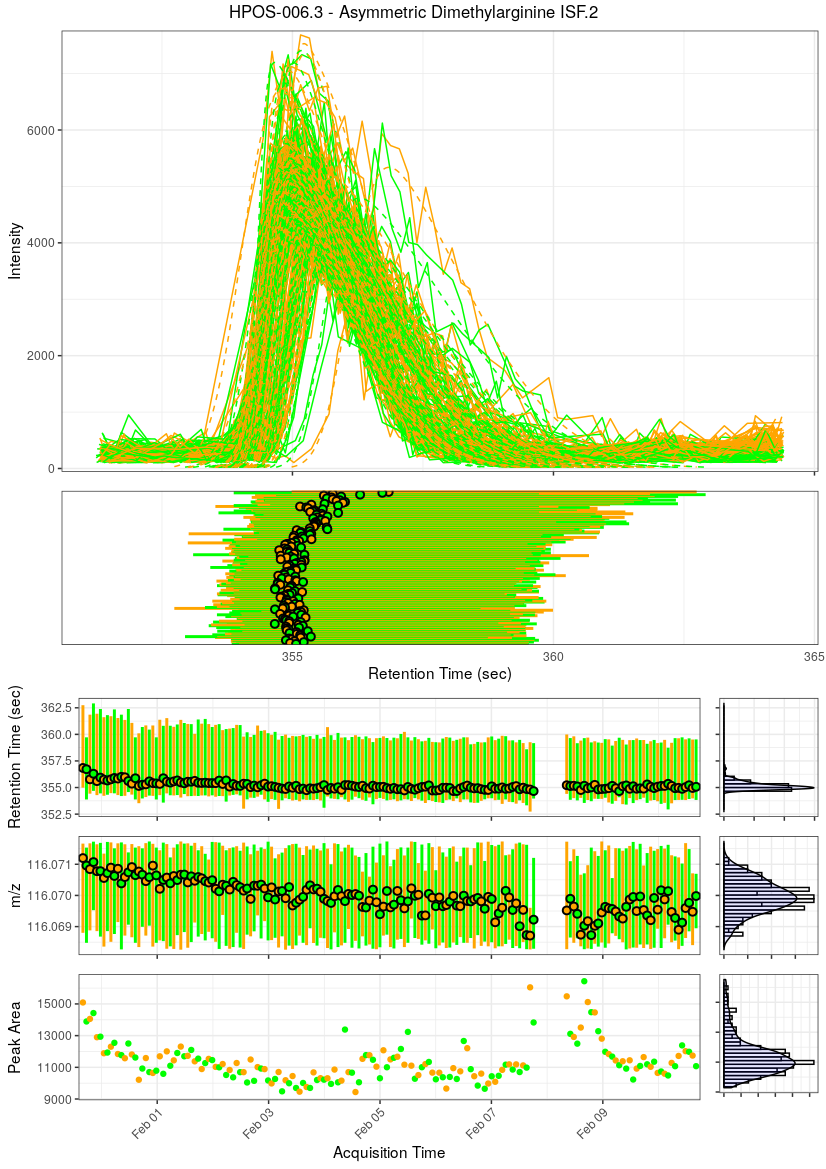 HPOS-006.3 - Asymmetric Dimethylarginine ISF.2
6000
4000
2000
0
Intensity
355
360
365
Retention Time (sec)
362.5
360.0
357.5
355.0
352.5
Retention Time (sec)
116.071
116.070
116.069
m/z
15000
13000
11000
9000
Peak Area
Feb 01
Feb 03
Feb 05
Feb 07
Feb 09
Acquisition Time